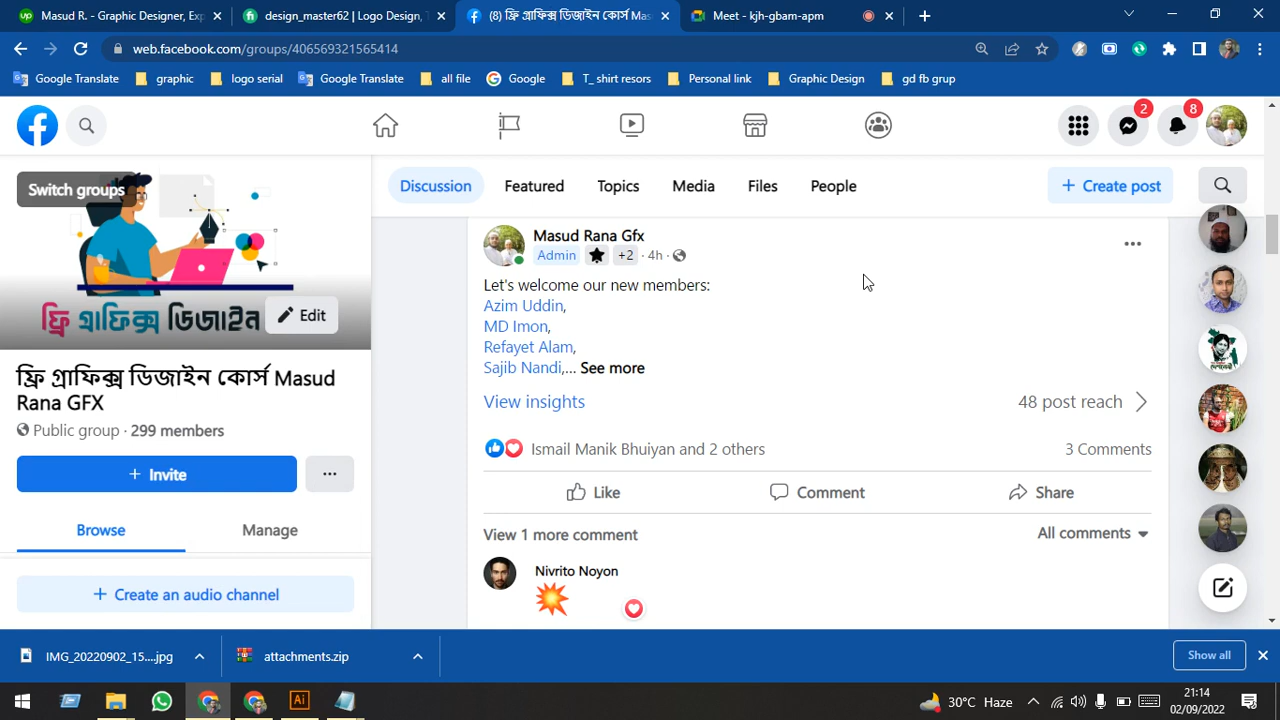 Masud R. - Graphic Designer, Exp
design_master62 | Logo Design, T
(8) ফ্রি গ্রাফিক্স ডিজাইন কোর্স Mas
Meet - kjh-gbam-apm
web.facebook.com/groups/406569321565414
Google Translate
graphic
logo serial
Google Translate
all file
Google
T_ shirt resors
Personal link
Graphic Design
gd fb grup
2
8
Switch groups
ফ্রি গ্রাফিক্স ডিজাইন
Edit
ফ্রি গ্রাফিক্স ডিজাইন কোর্স Masud
Rana GFX
Public group · 299 members
+ Invite
...
Browse
Manage
+ Create an audio channel
Discussion
Featured
Topics
Media
Files
People
+ Create post
Masud Rana Gfx
Admin
+2 · 4h ·
Let's welcome our new members:
Azim Uddin,
MD Imon,
Refayet Alam,
Sajib Nandi,... See more
View insights
48 post reach
Ismail Manik Bhuiyan and 2 others
3 Comments
Like
Comment
Share
View 1 more comment
All comments
Nivrito Noyon
IMG_20220902_15....jpg
attachments.zip
Show all
Ai
30°C Haze
21:14
02/09/2022